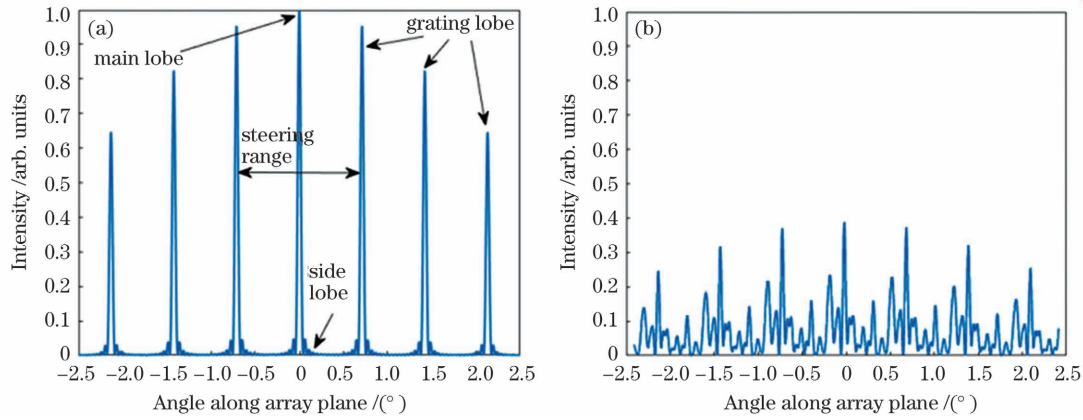 (a)
main lobe
grating lobe
steering
range
side
lobe
Intensity /arb. units
1.0
0.9
0.8
0.7
0.6
0.5
0.4
0.3
0.2
0.1
0
−2.5 −2.0 −1.5 −1.0 −0.5 0 0.5 1.0 1.5 2.0 2.5
Angle along array plane /(°)
(b)
Intensity /arb. units
1.0
0.9
0.8
0.7
0.6
0.5
0.4
0.3
0.2
0.1
0
−2.5 −2.0 −1.5 −1.0 −0.5 0 0.5 1.0 1.5 2.0 2.5
Angle along array plane /(°)